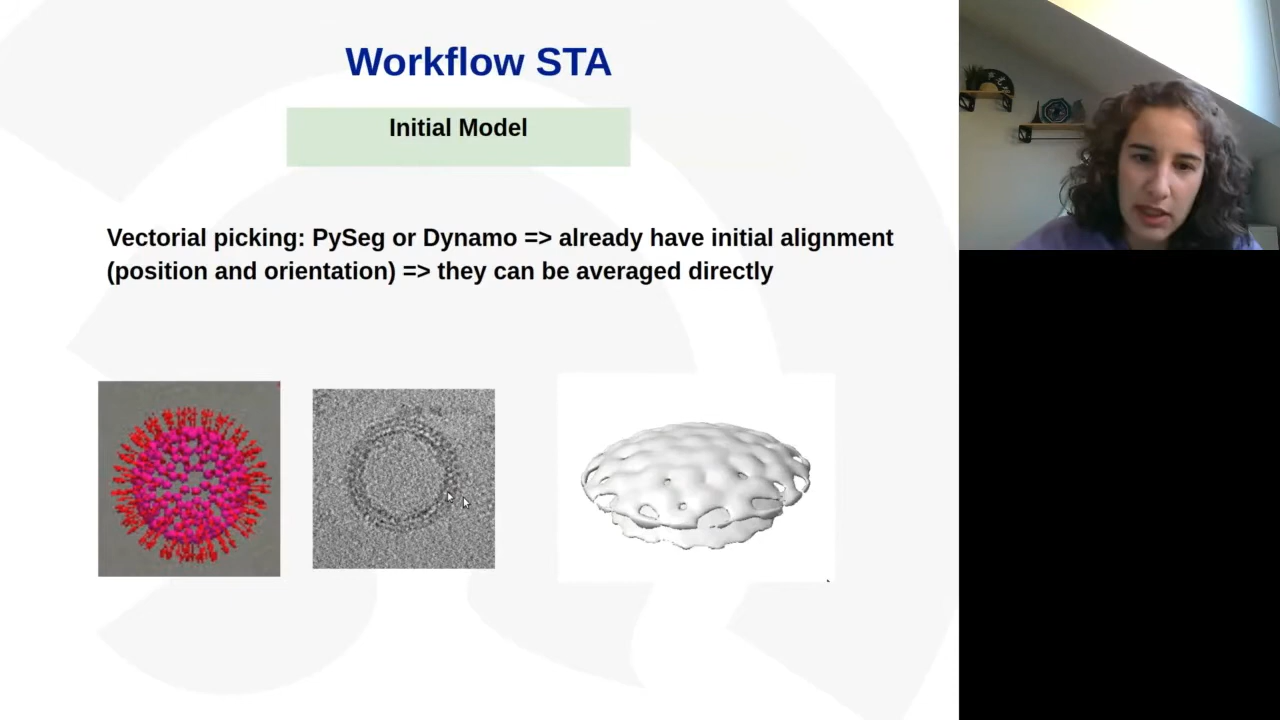 Workflow STA
Initial Model
Vectorial picking: PySeg or Dynamo => already have initial alignment
(position and orientation) => they can be averaged directly